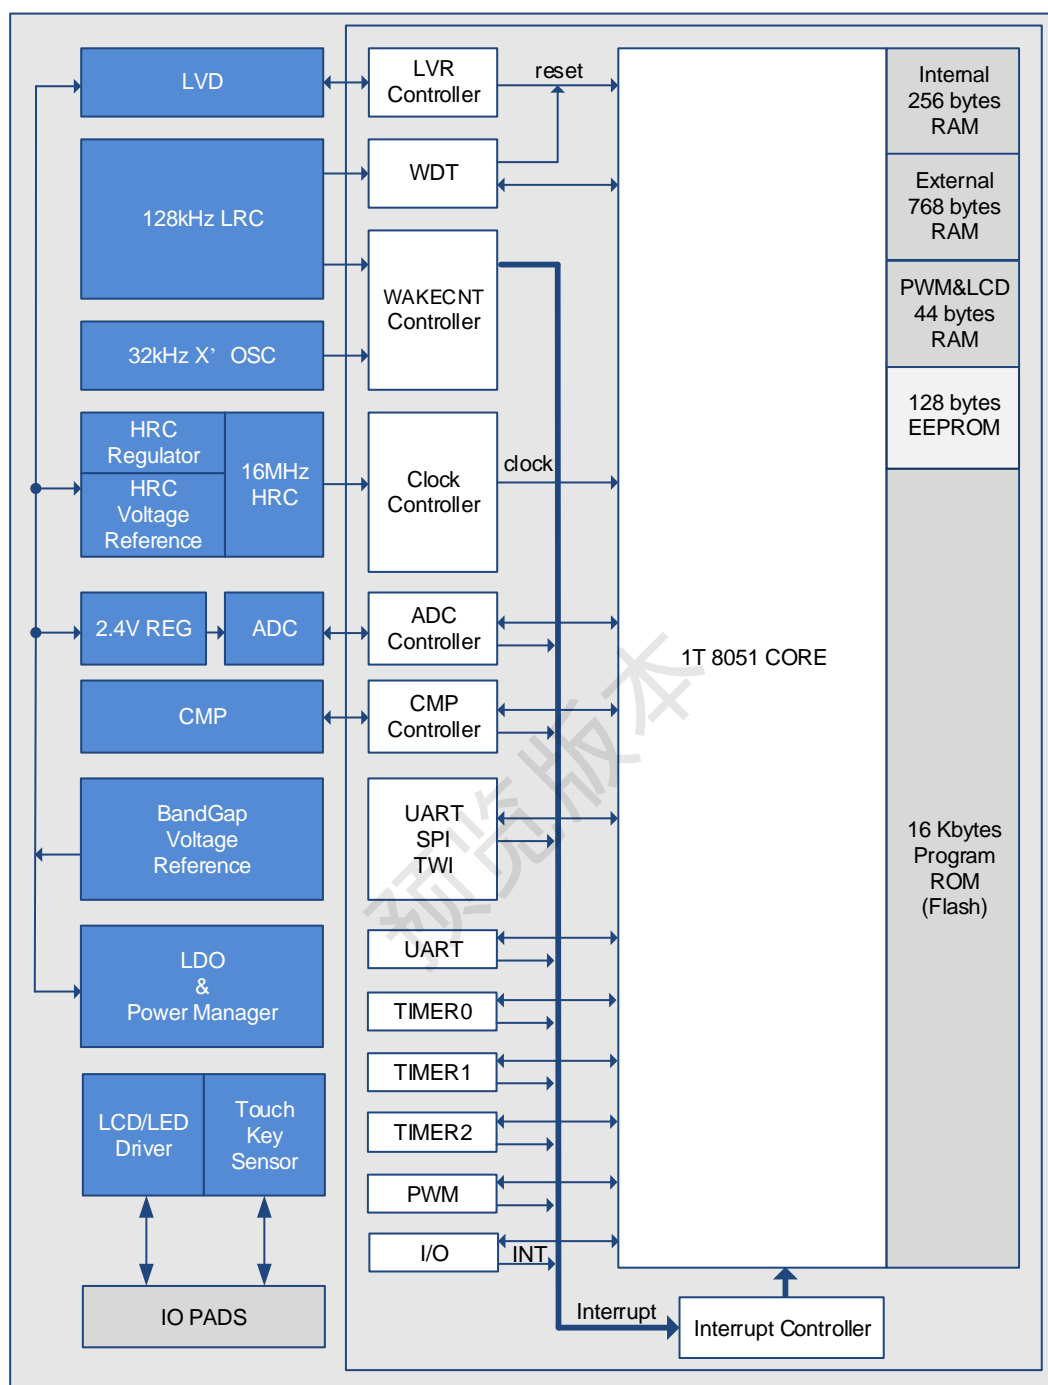 LVD
LVR
Controller
reset
Internal
256 bytes
RAM
128kHz LRC
WDT
External
768 bytes
RAM
WAKECNT
Controller
PWM&LCD
44 bytes
RAM
32kHz X’ OSC
128 bytes
EEPROM
HRC
Regulator
HRC
Voltage
Reference
16MHz
HRC
Clock
Controller
clock
2.4V REG
ADC
ADC
Controller
1T 8051 CORE
CMP
CMP
Controller
BandGap
Voltage
Reference
UART
SPI
TWI
16 Kbytes
Program
ROM
(Flash)
预览版本
UART
LDO
&
Power Manager
TIMER0
TIMER1
LCD/LED
Driver
Touch
Key
Sensor
TIMER2
PWM
I/O
INT
IO PADS
Interrupt
Interrupt Controller